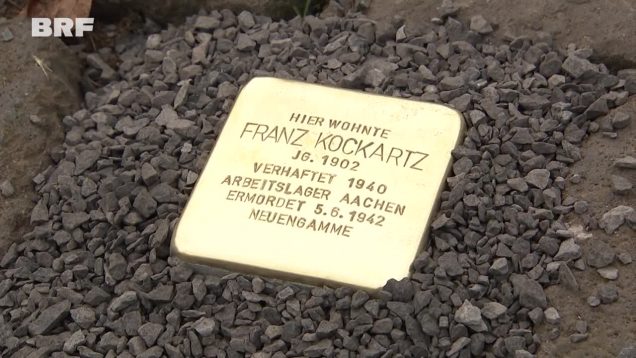 BRF
HIER WOHNTE
FRANZ KOCKARTZ
JG. 1902
VERHAFTET 1940
ARBEITSLAGER AACHEN
ERMORDET 5.6.1942
NEUENGAMME